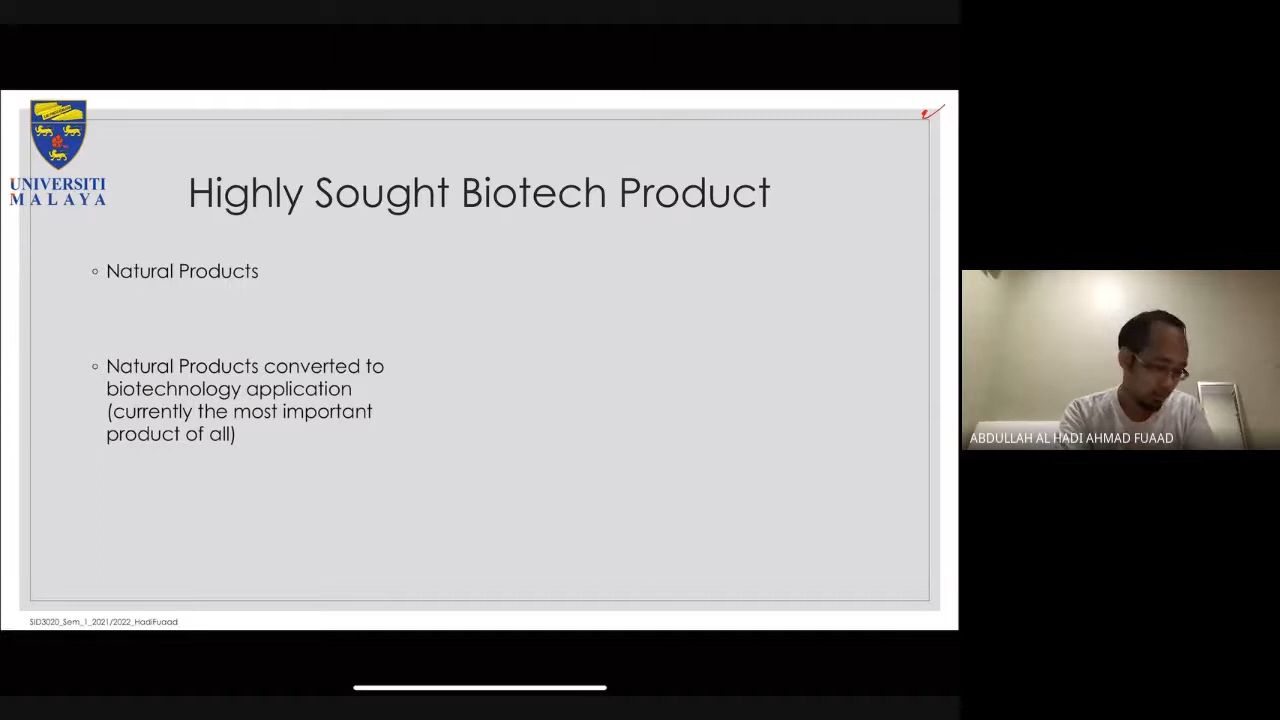 UNIVERSITI
MALAYA
Highly Sought Biotech Product
Natural Products
Natural Products converted to
biotechnology application
(currently the most important
product of all)
ABDULLAH AL HADI AHMAD FUAAD
SID3020_Sem_1_2021/2022_HadiFuaad